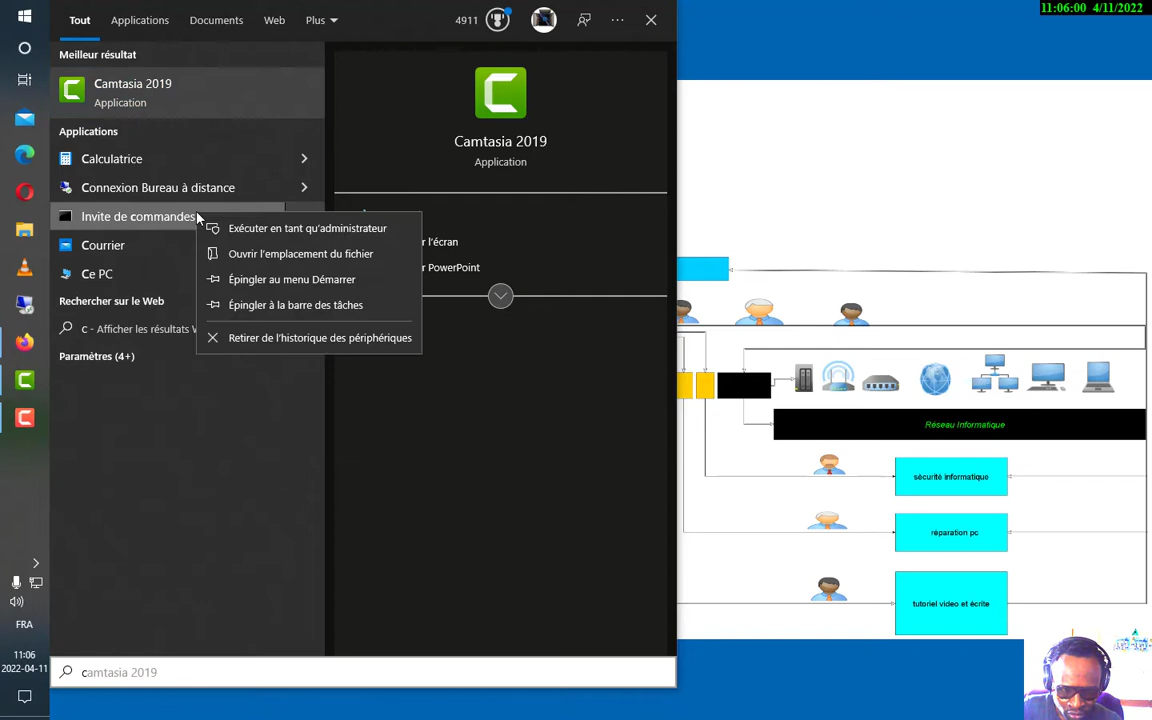 11:06:00 4/11/2022
Tout Applications Documents Web Plus 4911
Meilleur résultat
Camtasia 2019
Application
Applications
Calculatrice
Connexion Bureau à distance
Invite de commandes
Courrier
Ce PC
Rechercher sur le Web
c - Afficher les résultats W
Paramètres (4+)
Camtasia 2019
Application
r l'écran
r PowerPoint
Exécuter en tant qu'administrateur
Ouvrir l'emplacement du fichier
Épingler au menu Démarrer
Épingler à la barre des tâches
Retirer de l'historique des périphériques
Réseau Informatique
sécurité informatique
réparation pc
tutoriel video et écrite
FRA
11:06
2022-04-11
camtasia 2019